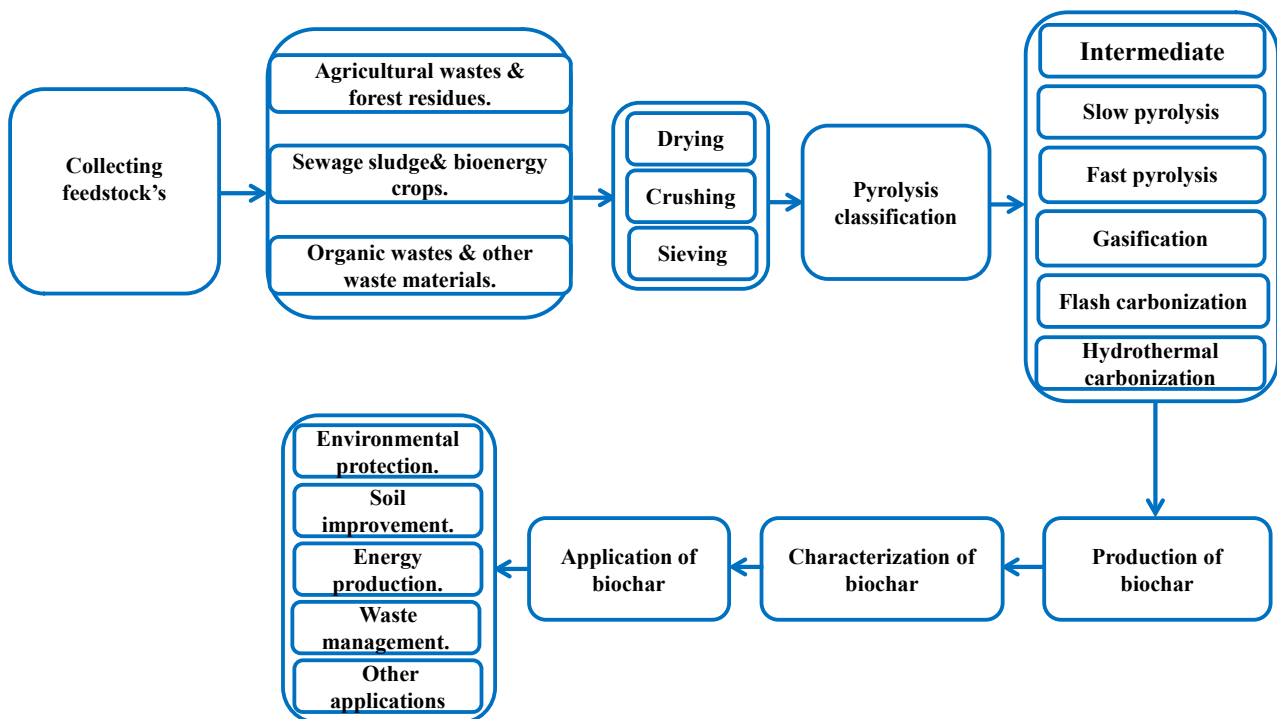 Collecting
feedstock’s
Agricultural wastes &
forest residues.
Sewage sludge& bioenergy
crops.
Organic wastes & other
waste materials.
Drying
Crushing
Sieving
Pyrolysis
classification
Intermediate
Slow pyrolysis
Fast pyrolysis
Gasification
Flash carbonization
Hydrothermal
carbonization
Production of
biochar
Characterization of
biochar
Application of
biochar
Environmental
protection.
Soil
improvement.
Energy
production.
Waste
management.
Other
applications